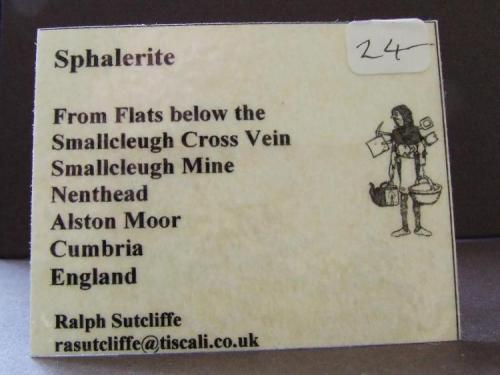 Sphalerite
24-
From Flats below the
Smallcleugh Cross Vein
Smallcleugh Mine
Nenthead
Alston Moor
Cumbria
England
Ralph Sutcliffe
rasutcliffe@tiscali.co.uk